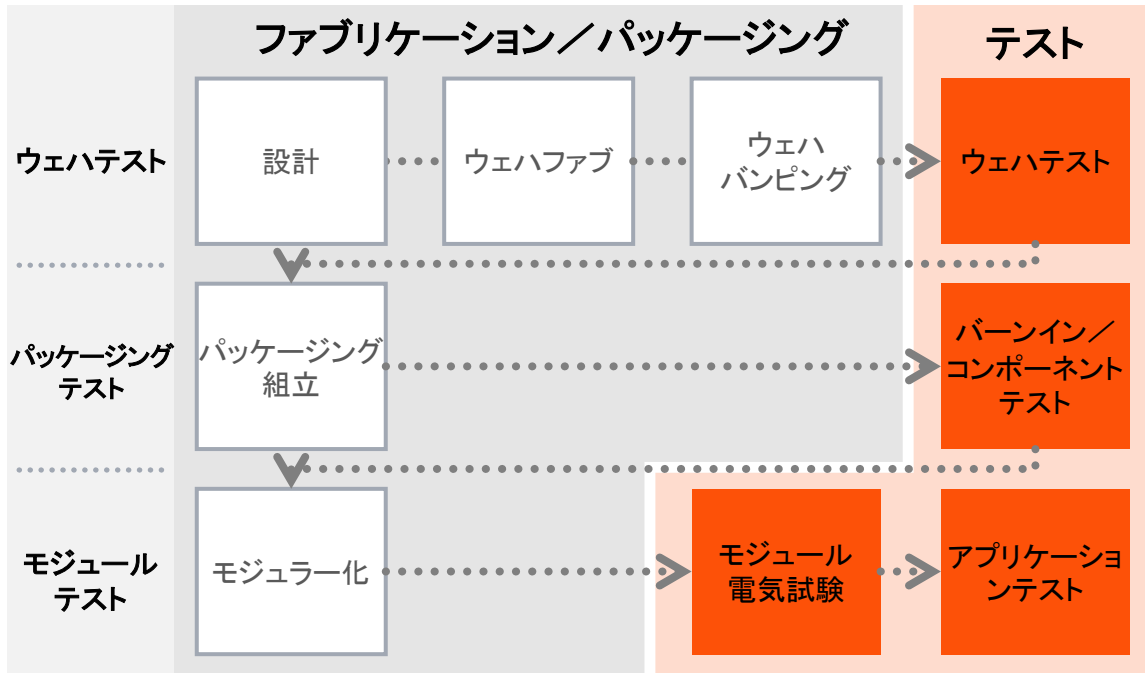 ファブリケーション／パッケージング
テスト
ウェハテスト
設計
ウェハファブ
ウェハ
バンピング
ウェハテスト
パッケージング
テスト
パッケージング
組立
バーンイン／
コンポーネント
テスト
モジュール
テスト
モジュラー化
モジュール
電気試験
アプリケーショ
ンテスト